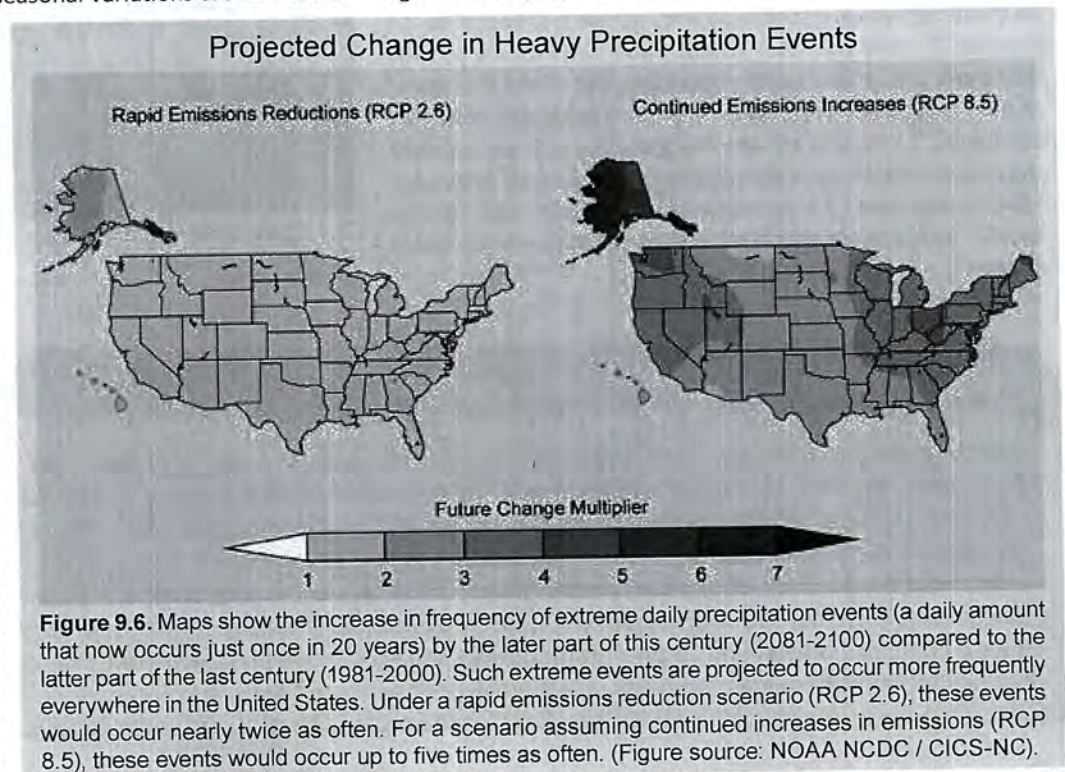 Projected Change in Heavy Precipitation Events
Rapid Emissions Reductions (RCP 2.6)
Continued Emissions Increases (RCP 8.5)
Future Change Multiplier
1 2 3 4 5 6 7
Figure 9.6. Maps show the increase in frequency of extreme daily precipitation events (a daily amount
that now occurs just once in 20 years) by the later part of this century (2081-2100) compared to the
latter part of the last century (1981-2000). Such extreme events are projected to occur more frequently
everywhere in the United States. Under a rapid emissions reduction scenario (RCP 2.6), these events
would occur nearly twice as often. For a scenario assuming continued increases in emissions (RCP
8.5), these events would occur up to five times as often. (Figure source: NOAA NCDC / CICS-NC).